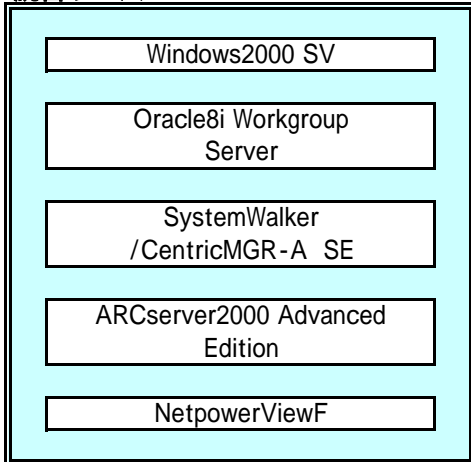 Windows2000 SV
Oracle8i Workgroup
Server
SystemWalker
/CentricMGR-A SE
ARCserver2000 Advanced
Edition
NetpowerViewF